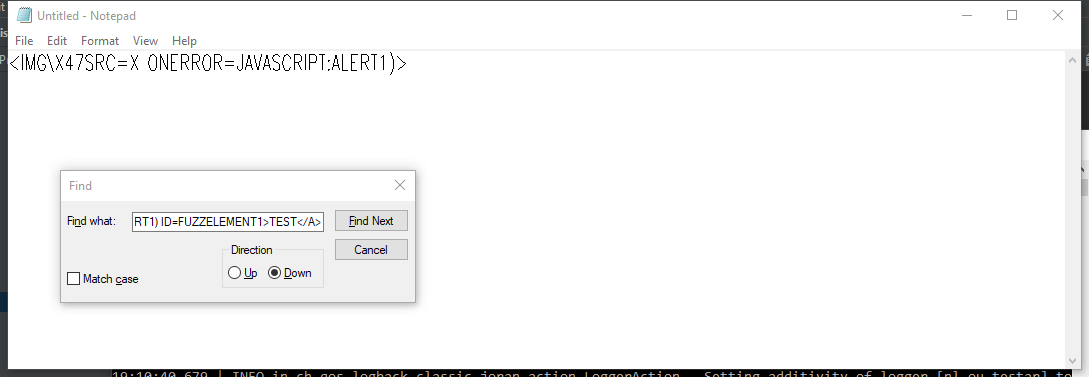 Untitled - Notepad
File Edit Format View Help
<IMG\X47SRC=X ONERROR=JAVASCRIPT:ALERT1)>
Find
Find what: RT1) ID=FUZZELEMENT1>TEST</A> Find Next
Direction Cancel
Up Down
Match case
19:10:40,679 | INFO in ch.qos.logback.classic.joran.action.LoggerAction - Setting additivity of logger